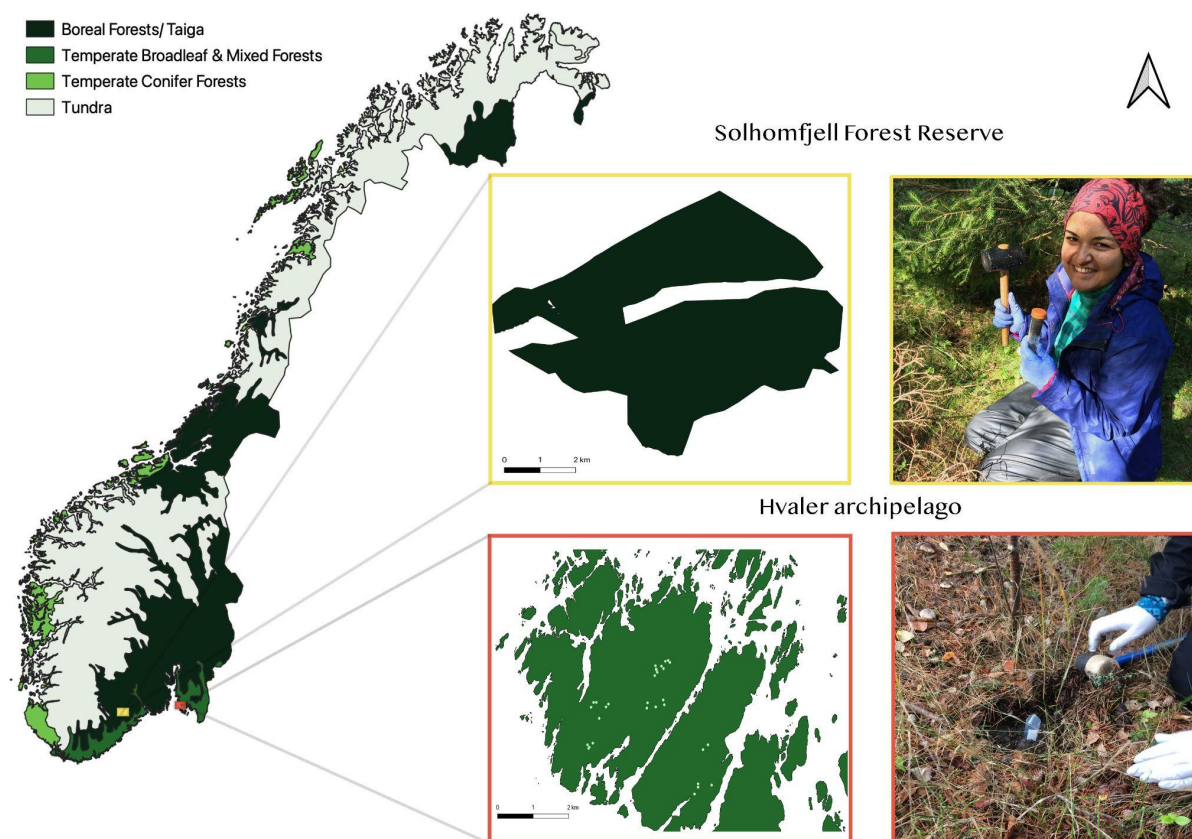 Boreal Forests/ Taiga
Temperate Broadleaf & Mixed Forests
Temperate Conifer Forests
Tundra
Solhomfjell Forest Reserve
0 1 2 km
Hvaler archipelago
0 1 2 km